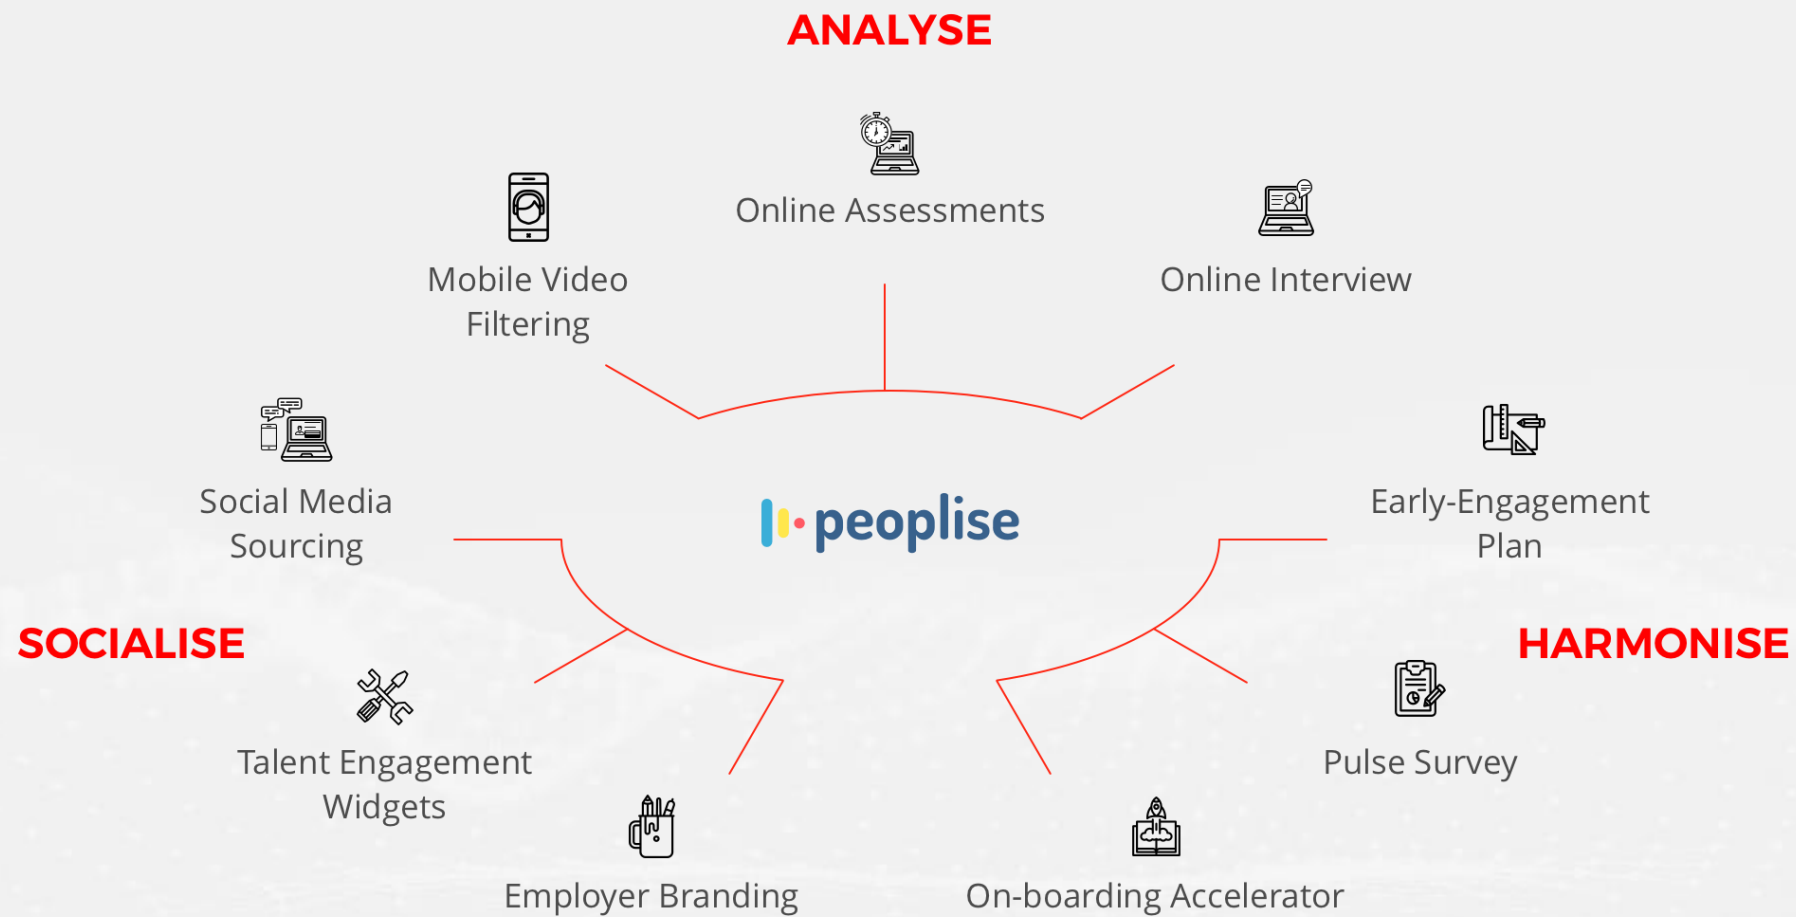 ANALYSE
Online Assessments
Mobile Video
Filtering
Online Interview
Social Media
Sourcing
peoplise
Early-Engagement
Plan
SOCIALISE
HARMONISE
Talent Engagement
Widgets
Pulse Survey
Employer Branding
On-boarding Accelerator